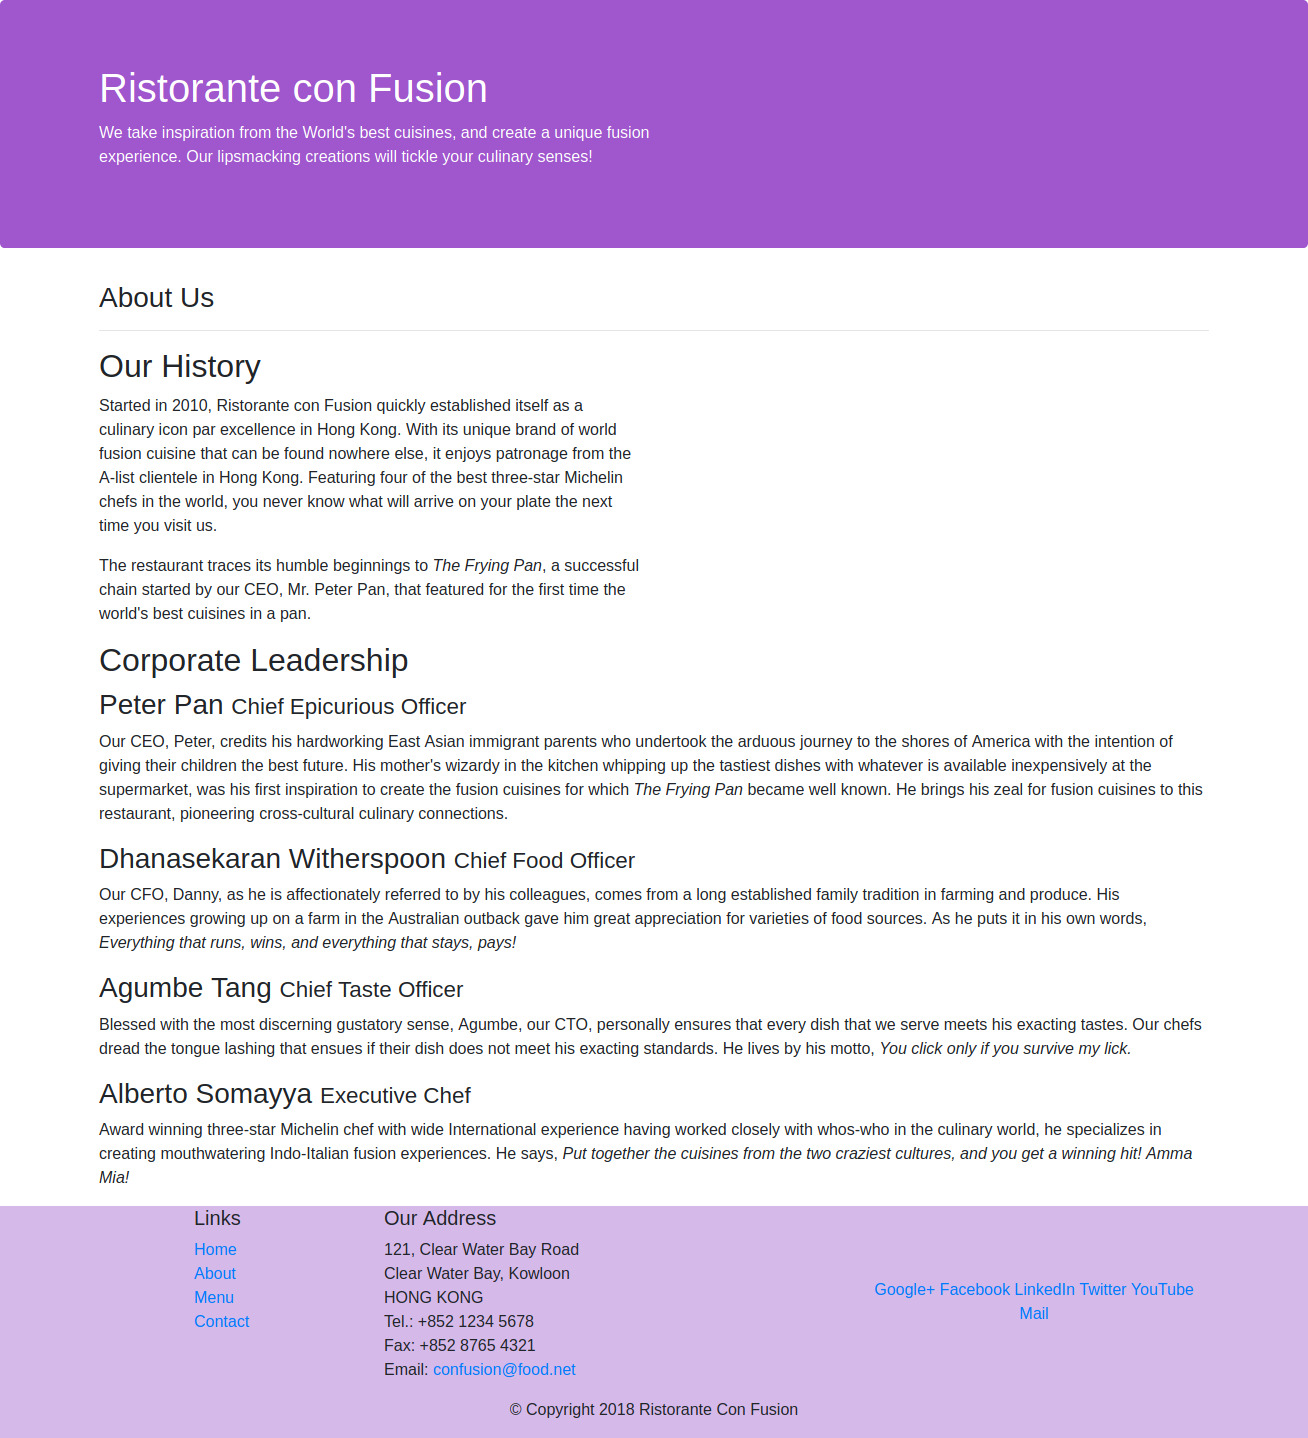 Ristorante con Fusion
We take inspiration from the World's best cuisines, and create a unique fusion
experience. Our lipsmacking creations will tickle your culinary senses!
About Us
Our History
Started in 2010, Ristorante con Fusion quickly established itself as a
culinary icon par excellence in Hong Kong. With its unique brand of world
fusion cuisine that can be found nowhere else, it enjoys patronage from the
A-list clientele in Hong Kong. Featuring four of the best three-star Michelin
chefs in the world, you never know what will arrive on your plate the next
time you visit us.
The restaurant traces its humble beginnings to The Frying Pan, a successful
chain started by our CEO, Mr. Peter Pan, that featured for the first time the
world's best cuisines in a pan.
Corporate Leadership
Peter Pan Chief Epicurious Officer
Our CEO, Peter, credits his hardworking East Asian immigrant parents who undertook the arduous journey to the shores of America with the intention of
giving their children the best future. His mother's wizardy in the kitchen whipping up the tastiest dishes with whatever is available inexpensively at the
supermarket, was his first inspiration to create the fusion cuisines for which The Frying Pan became well known. He brings his zeal for fusion cuisines to this
restaurant, pioneering cross-cultural culinary connections.
Dhanasekaran Witherspoon Chief Food Officer
Our CFO, Danny, as he is affectionately referred to by his colleagues, comes from a long established family tradition in farming and produce. His
experiences growing up on a farm in the Australian outback gave him great appreciation for varieties of food sources. As he puts it in his own words,
Everything that runs, wins, and everything that stays, pays!
Agumbe Tang Chief Taste Officer
Blessed with the most discerning gustatory sense, Agumbe, our CTO, personally ensures that every dish that we serve meets his exacting tastes. Our chefs
dread the tongue lashing that ensues if their dish does not meet his exacting standards. He lives by his motto, You click only if you survive my lick.
Alberto Somayya Executive Chef
Award winning three-star Michelin chef with wide International experience having worked closely with whos-who in the culinary world, he specializes in
creating mouthwatering Indo-Italian fusion experiences. He says, Put together the cuisines from the two craziest cultures, and you get a winning hit! Amma
Mia!
Links
Home
About
Menu
Contact
Our Address
121, Clear Water Bay Road
Clear Water Bay, Kowloon
HONG KONG
Tel.: +852 1234 5678
Fax: +852 8765 4321
Email: confusion@food.net
Google+ Facebook LinkedIn Twitter YouTube
Mail
© Copyright 2018 Ristorante Con Fusion